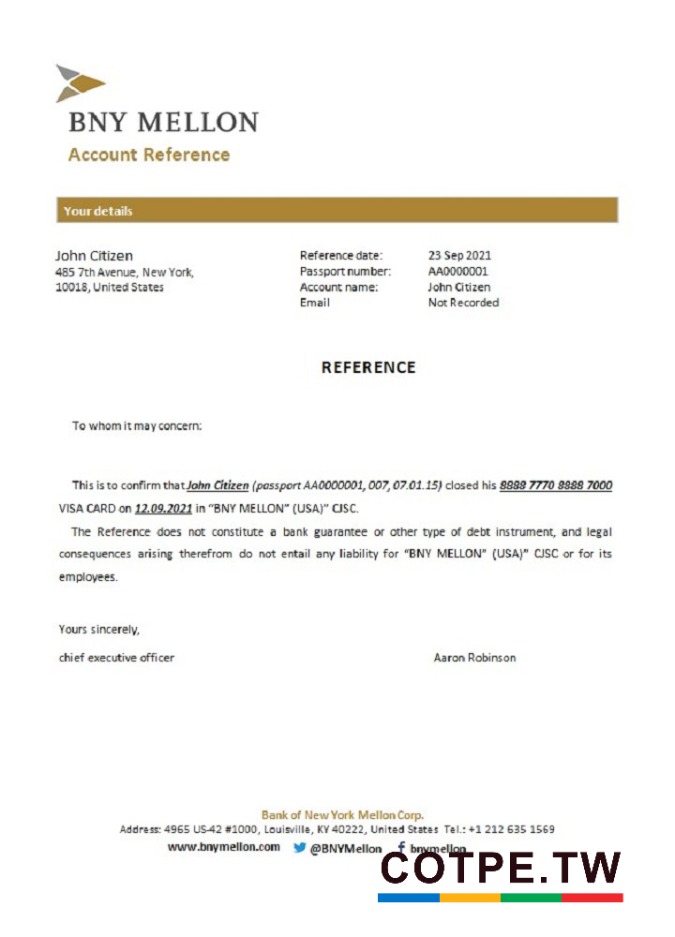 BNY MELLON
Account Reference
Your details
John Citizen
485 7th Avenue, New York,
10018, United States
Reference date: 23 Sep 2021
Passport number: AA0000001
Account name: John Citizen
Email Not Recorded
REFERENCE
To whom it may concern:
This is to confirm that John Citizen (passport AA0000001, 007, 07.01.15) closed his 8888 7770 8888 7000
VISA CARD on 12.09.2021 in “BNY MELLON” (USA)” CJSC.
The Reference does not constitute a bank guarantee or other type of debt instrument, and legal
consequences arising therefrom do not entail any liability for “BNY MELLON” (USA)” CJSC or for its
employees.
Yours sincerely,
chief executive officer Aaron Robinson
Bank of New York Mellon Corp.
Address: 4965 US-42 #1000, Louisville, KY 40222, United States Tel.: +1 212 635 1569
www.bnymellon.com @BNYMellon bnymellon
COTPE.TW